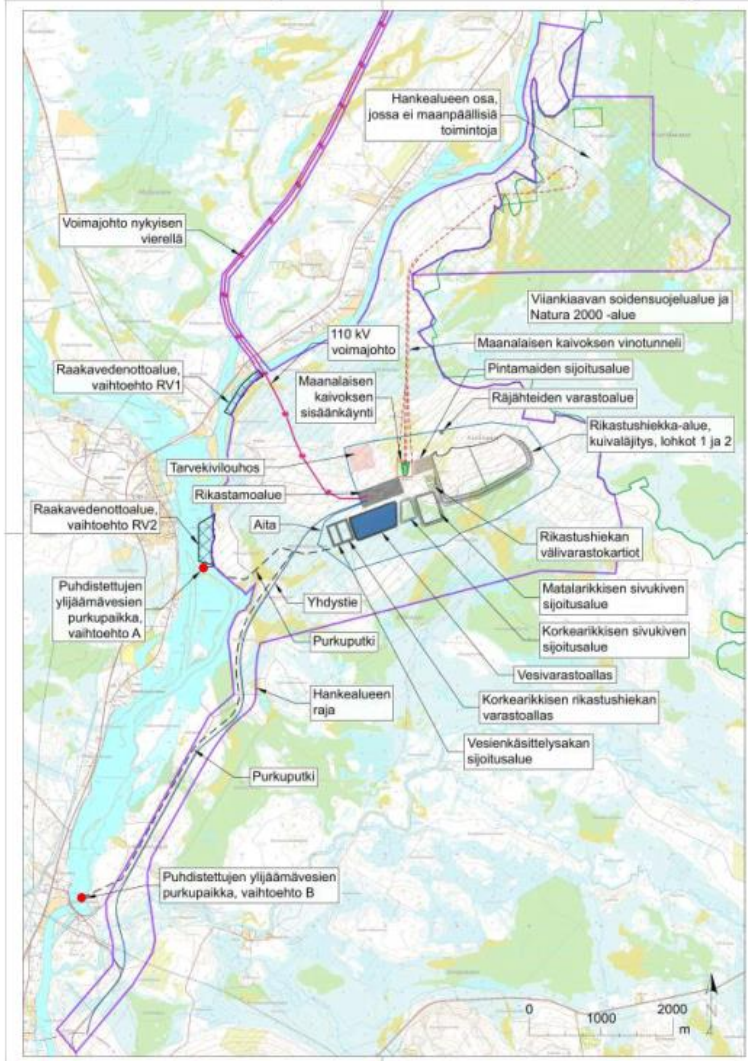 Hankealueen osa,
jossa ei maanpäällisiä
toimintoja
Voimajohto nykyisen
vierellä
Viiankiaavan soidensuojelualue ja
Natura 2000 -alue
110 kV
voimajohto
Maanalaisen kaivoksen vinotunneli
Raakavedenottoalue,
vaihtoehto RV1
Pintamaiden sijoitusalue
Maanalaisen
kaivoksen
sisäänkäynti
Räjähteiden varastoalue
Rikastushiekka-alue,
kuivaläjitys, lohkot 1 ja 2
Tarvekivilouhos
Rikastamoalue
Raakavedenottoalue,
vaihtoehto RV2
Aita
Rikastushiekan
välivarastokartiot
Puhdistettujen
ylijäämävesien
purkupaikka,
vaihtoehto A
Matalarikkisen sivukiven
sijoitusalue
Yhdystie
Korkearikkisen sivukiven
sijoitusalue
Purkuputki
Vesivarastoallas
Hankealueen
raja
Korkearikkisen rikastushiekan
varastoallas
Vesienkäsittelysakan
sijoitusalue
Purkuputki
Puhdistettujen ylijäämävesien
purkupaikka, vaihtoehto B
N
0 1000 2000
m